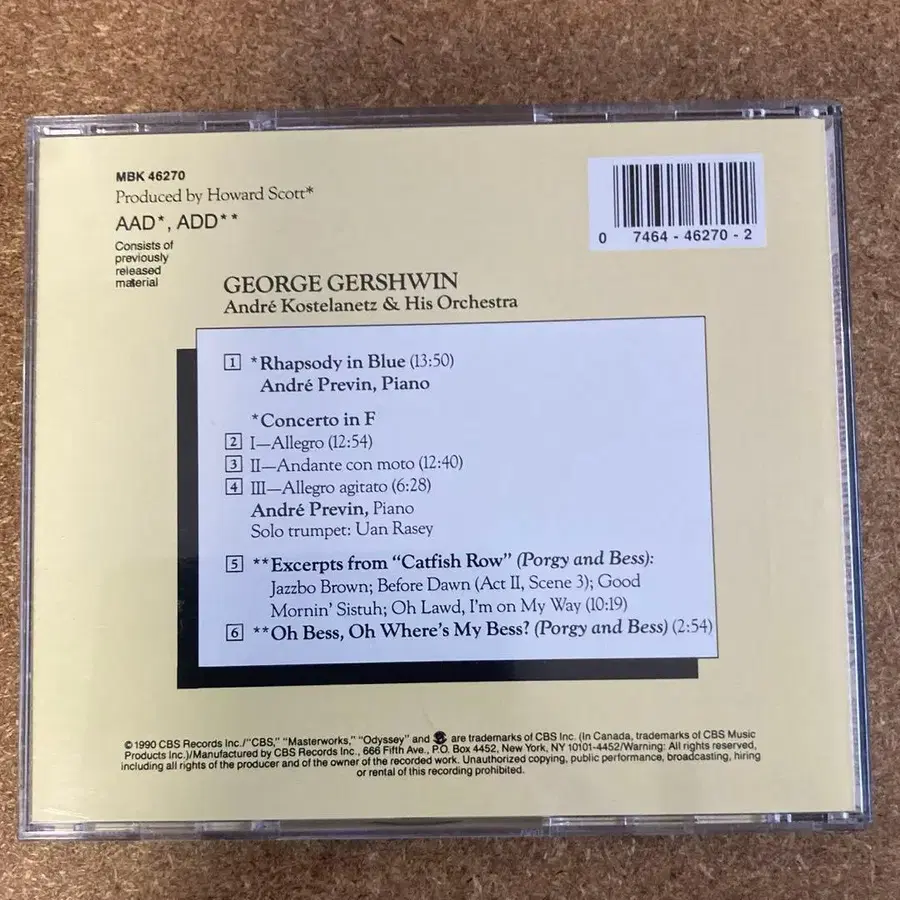 MBK 46270
Produced by Howard Scott*
AAD*, ADD**
Consists of
previously
released
material
0 7464 - 46270 - 2
GEORGE GERSHWIN
André Kostelanetz & His Orchestra
1 *Rhapsody in Blue (13:50)
André Previn, Piano
*Concerto in F
2 I—Allegro (12:54)
3 II—Andante con moto (12:40)
4 III—Allegro agitato (6:28)
André Previn, Piano
Solo trumpet: Uan Rasey
5 **Excerpts from “Catfish Row” (Porgy and Bess):
Jazzbo Brown; Before Dawn (Act II, Scene 3); Good
Mornin' Sistuh; Oh Lawd, I'm on My Way (10:19)
6 **Oh Bess, Oh Where's My Bess? (Porgy and Bess) (2:54)
© 1990 CBS Records Inc./"CBS," "Masterworks," "Odyssey" and are trademarks of CBS Inc. (In Canada, trademarks of CBS Music
Products Inc.)/Manufactured by CBS Records Inc., 666 Fifth Ave., P.O. Box 4452, New York, NY 10101-4452/Warning: All rights reserved,
including all rights of the producer and of the owner of the recorded work. Unauthorized copying, public performance, broadcasting, hiring
or rental of this recording prohibited.